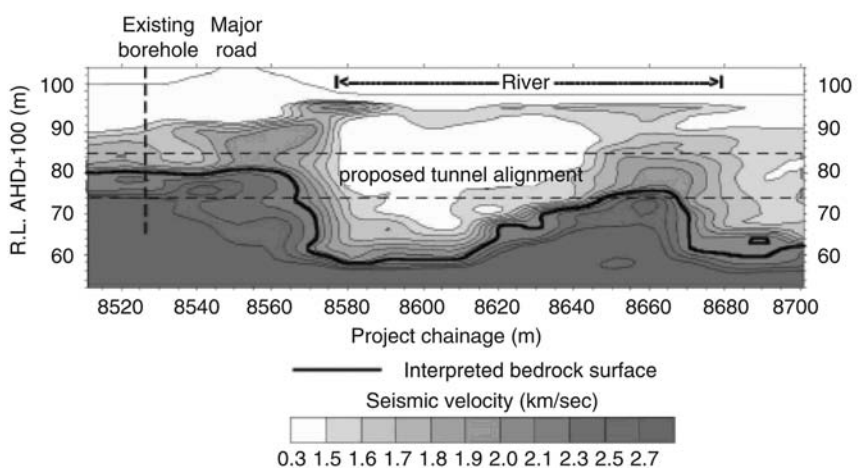 Existing borehole
Major road
River
R.L. AHD+100 (m)
100
90
80
70
60
100
90
80
70
60
proposed tunnel alignment
8520 8540 8560 8570 8580 8600 8620 8640 8660 8680 8700
Project chainage (m)
Interpreted bedrock surface
Seismic velocity (km/sec)
0.3 1.5 1.6 1.7 1.8 1.9 2.0 2.1 2.3 2.5 2.7